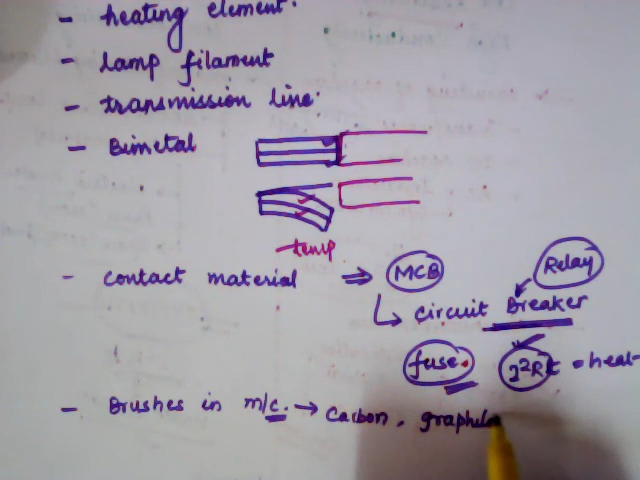 - heating element.
- lamp filament
- transmission line.
- Bimetal
temp
- contact material ⇒ MCB
Relay
↳ circuit Breaker
fuse. I²Rt = heat
- Brushes in m/c. → Carbon, graphite